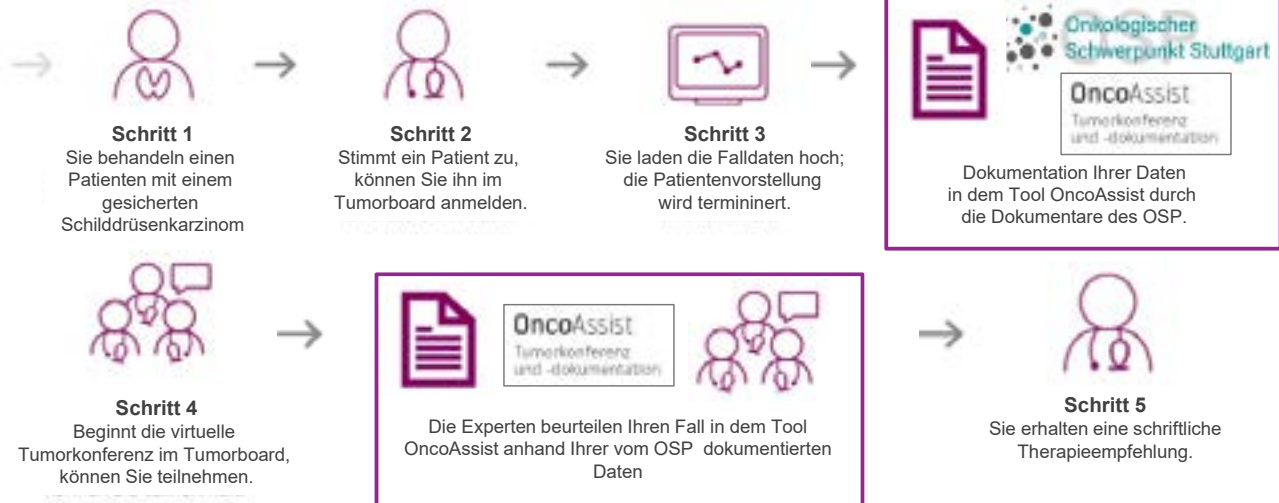 Schritt 1
Sie behandeln einen
Patienten mit einem
gesicherten
Schilddrüsenkarzinom
Schritt 2
Stimmt ein Patient zu,
können Sie ihn im
Tumorboard anmelden.
Schritt 3
Sie laden die Falldaten hoch;
die Patientenvorstellung
wird termininert.
OSP
Onkologischer
Schwerpunkt Stuttgart
OncoAssist
Tumorkonferenz
und -dokumentation
Dokumentation Ihrer Daten
in dem Tool OncoAssist durch
die Dokumentare des OSP.
Schritt 4
Beginnt die virtuelle
Tumorkonferenz im Tumorboard,
können Sie teilnehmen.
OncoAssist
Tumorkonferenz
und -dokumentation
Die Experten beurteilen Ihren Fall in dem Tool
OncoAssist anhand Ihrer vom OSP dokumentierten
Daten
Schritt 5
Sie erhalten eine schriftliche
Therapieempfehlung.